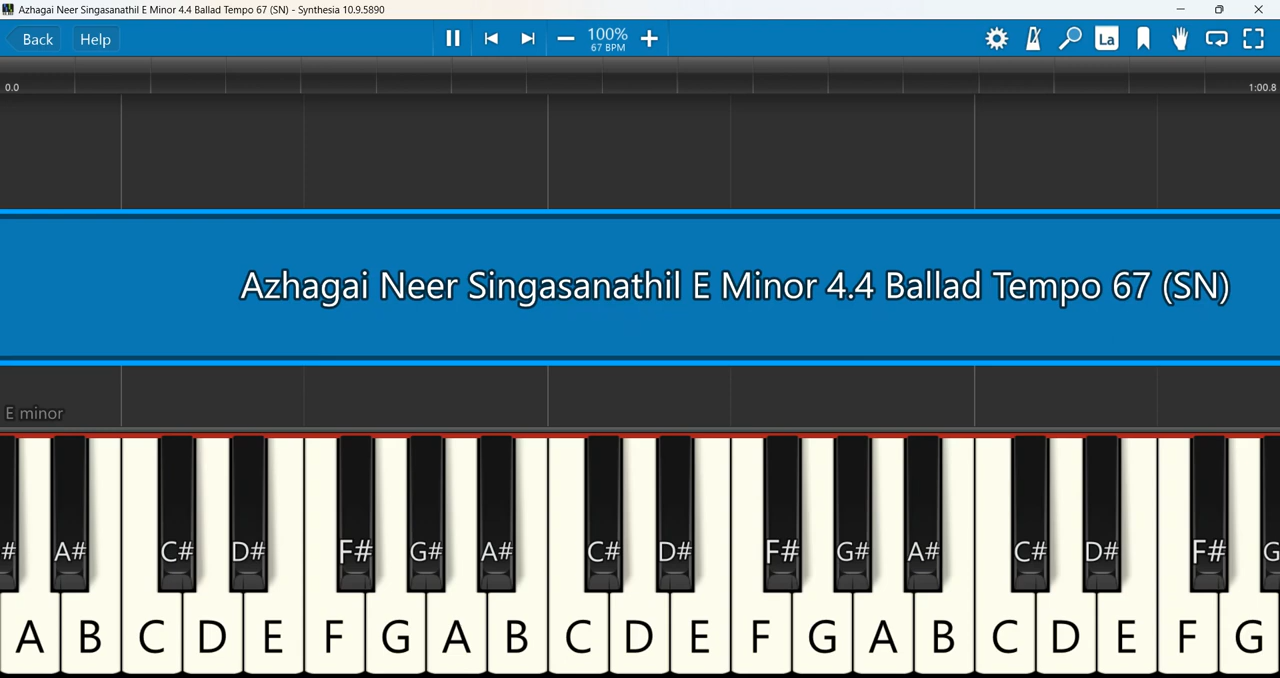 Azhagai Neer Singasanathil E Minor 4.4 Ballad Tempo 67 (SN) - Synthesia 10.9.5890
Back Help 100% La
67 BPM
0.0 1:00.8
Azhagai Neer Singasanathil E Minor 4.4 Ballad Tempo 67 (SN)
E minor
# A# C# D# F# G# A# C# D# F# G# A# C# D# F# G
A B C D E F G A B C D E F G A B C D E F G